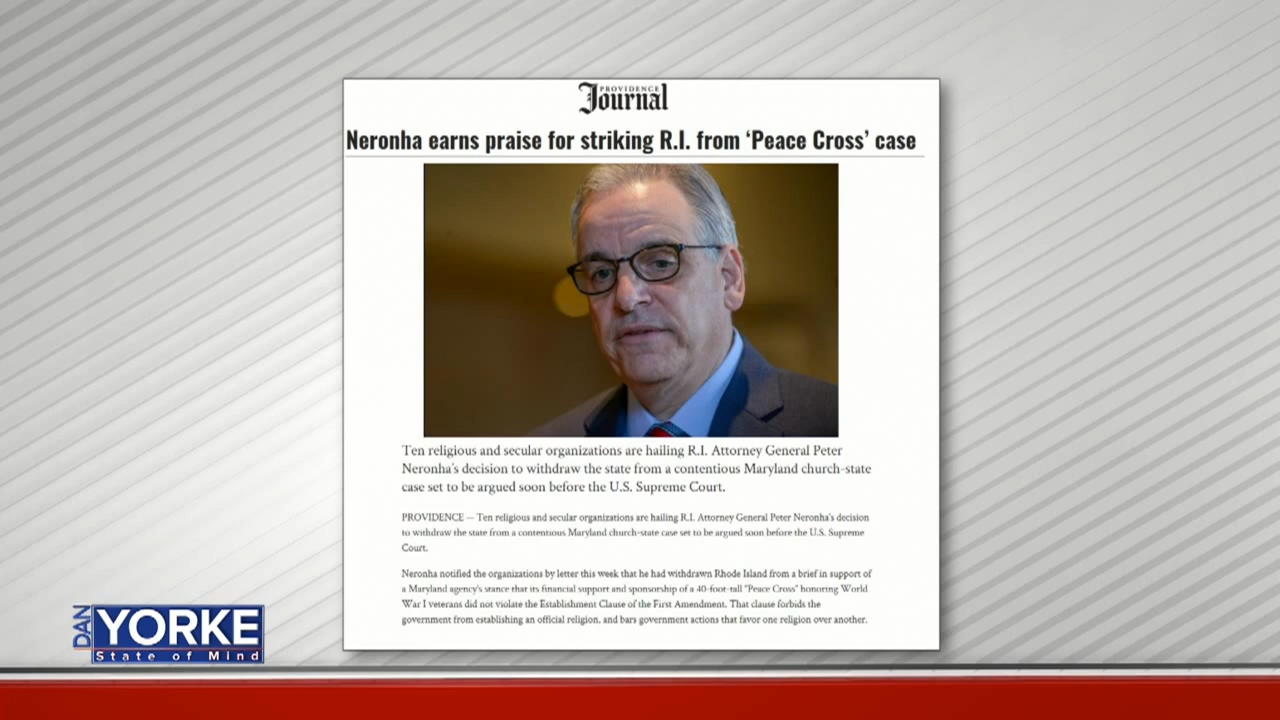 PROVIDENCE
Journal
Neronha earns praise for striking R.I. from ‘Peace Cross’ case
Ten religious and secular organizations are hailing R.I. Attorney General Peter
Neronha's decision to withdraw the state from a contentious Maryland church-state
case set to be argued soon before the U.S. Supreme Court.
PROVIDENCE — Ten religious and secular organizations are hailing R.I. Attorney General Peter Neronha's decision
to withdraw the state from a contentious Maryland church-state case set to be argued soon before the U.S. Supreme
Court.
Neronha notified the organizations by letter this week that he had withdrawn Rhode Island from a brief in support of
a Maryland agency's stance that its financial support and sponsorship of a 40-foot-tall "Peace Cross" honoring World
War I veterans did not violate the Establishment Clause of the First Amendment. That clause forbids the
government from establishing an official religion, and bars government actions that favor one religion over another.
DAN
YORKE
State of Mind